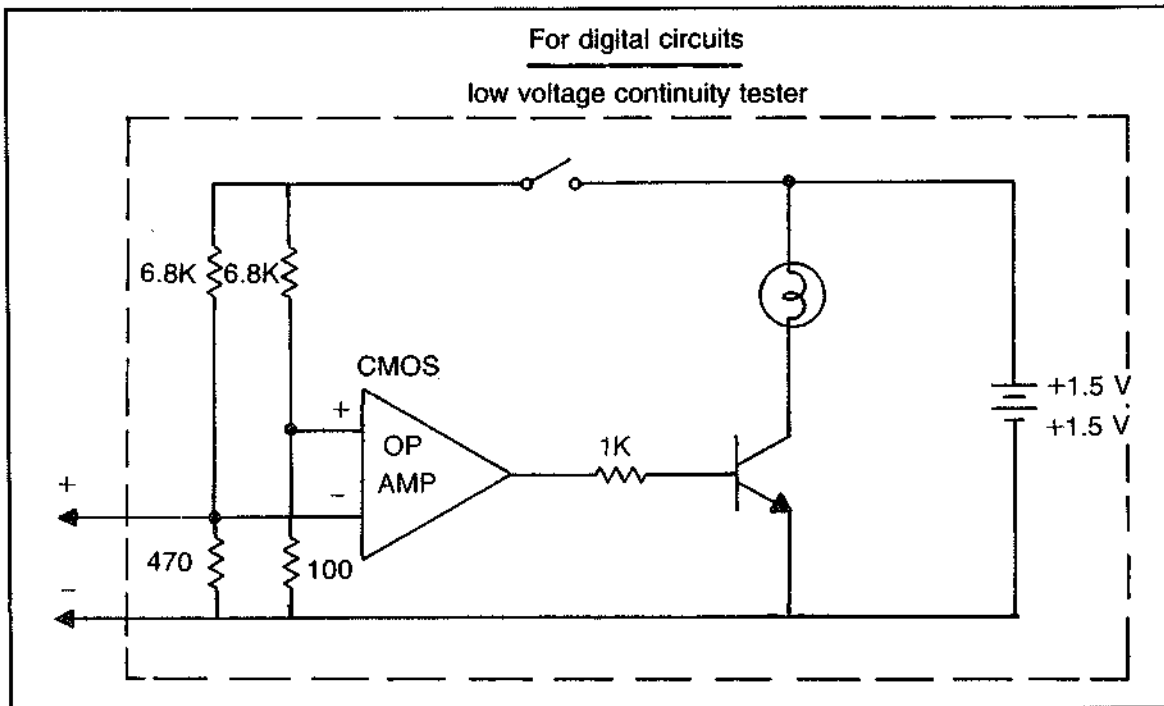 For digital circuits
low voltage continuity tester
6.8K 6.8K
CMOS
+
OP
AMP
−
1K
+1.5 V
+1.5 V
+
470
100
−